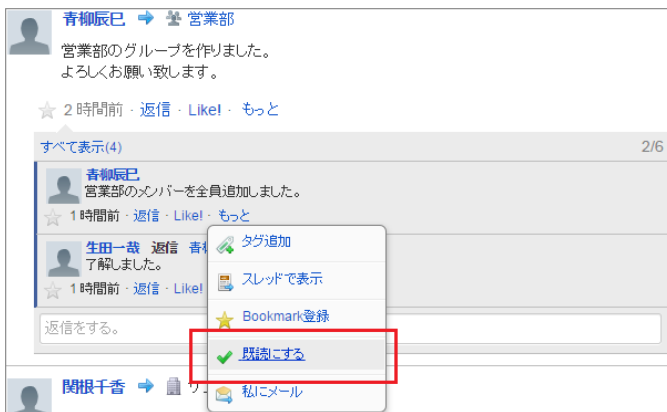 青柳辰巳 営業部
営業部のグループを作りました。
よろしくお願い致します。
2時間前 · 返信 · Like! · もっと
すべて表示(4) 2/6
青柳辰巳
営業部のメンバーを全員追加しました。
1時間前 · 返信 · Like! · もっと
生田一哉 返信
了解しました。
1時間前 · 返信 · Like!
返信をする。
タグ追加
スレッドで表示
Bookmark登録
既読にする
私にメール
関根千香